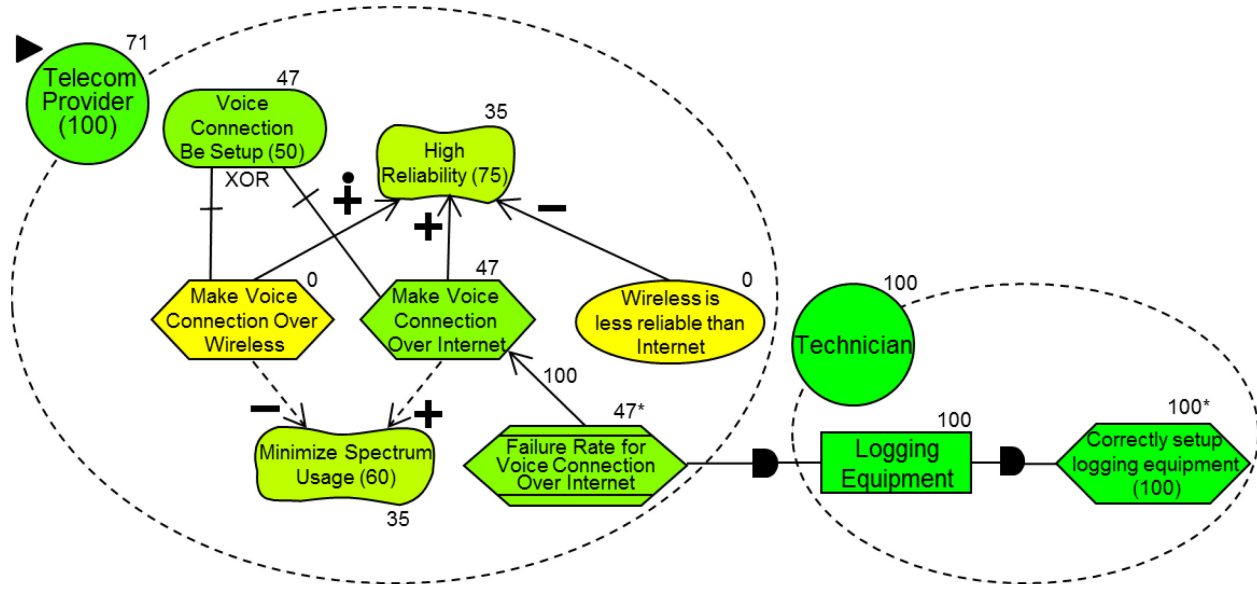 71
Telecom
Provider
(100)
47
Voice
Connection
Be Setup (50)
XOR
35
High
Reliability (75)
0
Make Voice
Connection Over
Wireless
47
Make Voice
Connection
Over Internet
0
Wireless is
less reliable than
Internet
100
Technician
100
Minimize Spectrum
Usage (60)
35
47*
Failure Rate for
Voice Connection
Over Internet
100
Logging
Equipment
100*
Correctly setup
logging equipment
(100)